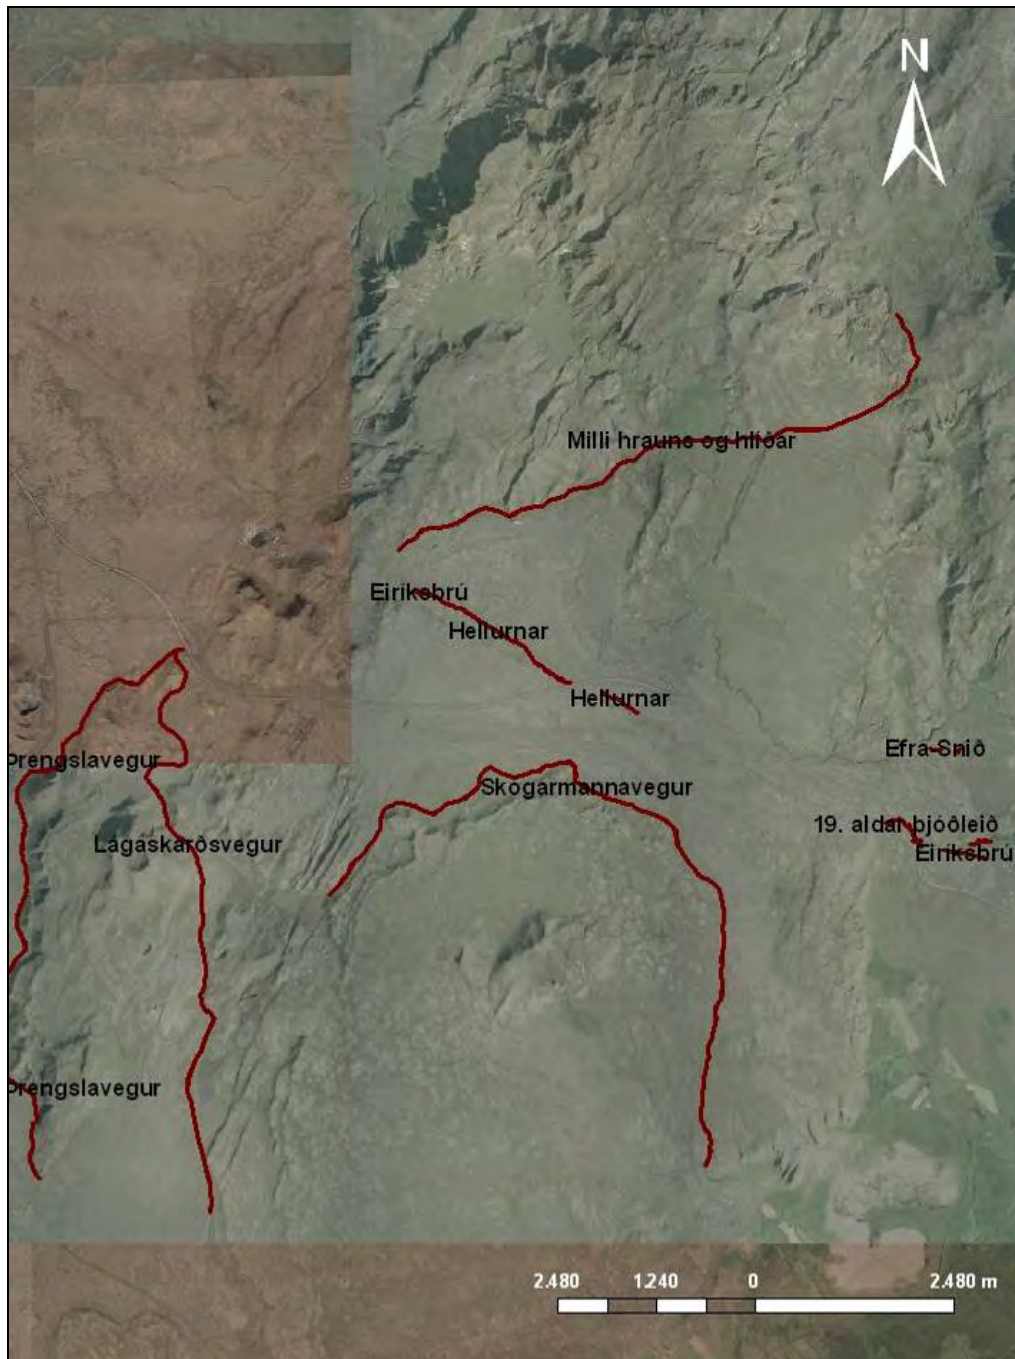 N
Milli hrauns og hlíðar
Eiríksbrú
Hellurnar
Hellurnar
Efra-Snið
Þrengslavegur
Skógarmannavegur
19. aldar þjóðleið
Lágaskarðsvegur
Eiríksbrú
Þrengslavegur
2.480 1.240 0 2.480 m